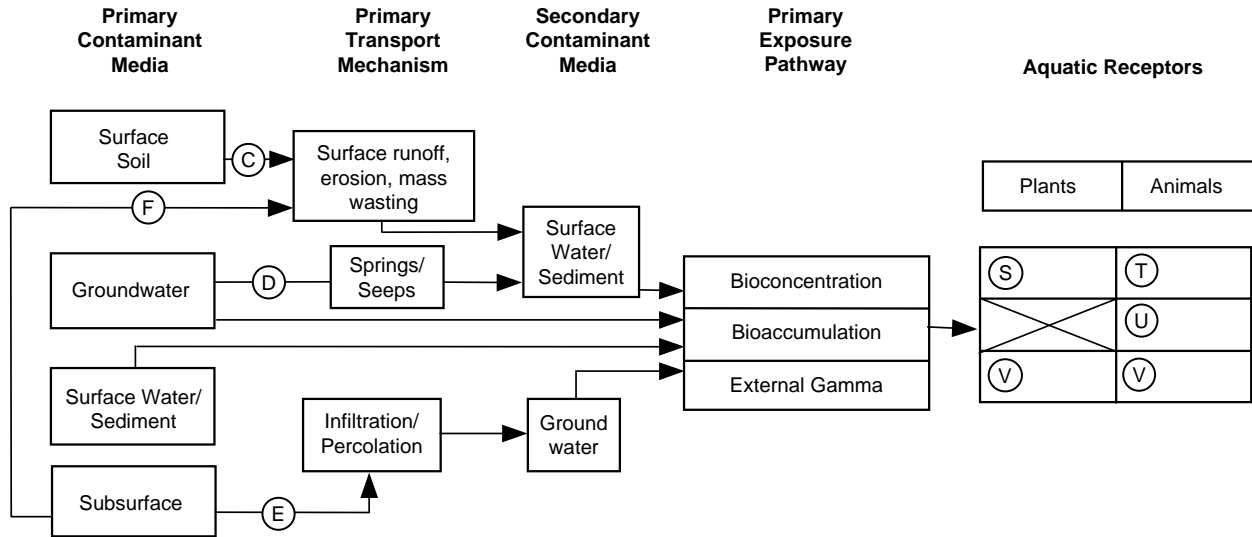 Primary
Contaminant
Media
Primary
Transport
Mechanism
Secondary
Contaminant
Media
Primary
Exposure
Pathway
Aquatic Receptors
Surface
Soil
C
Surface runoff,
erosion, mass
wasting
Plants
Animals
F
Surface
Water/
Sediment
Groundwater
D
Springs/
Seeps
Bioconcentration
Bioaccumulation
External Gamma
S
T
U
V
V
Surface Water/
Sediment
Infiltration/
Percolation
Ground
water
Subsurface
E